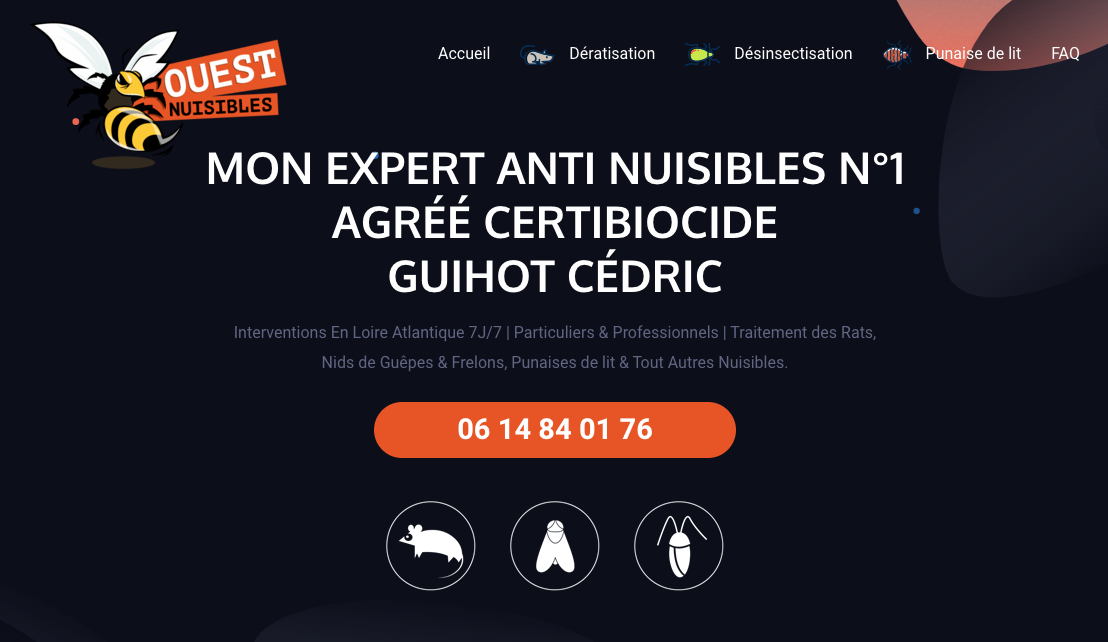 OUEST
NUISIBLES
Accueil Dératisation Désinsectisation Punaise de lit FAQ
MON EXPERT ANTI NUISIBLES N°1
AGRÉÉ CERTIBIOCIDE
GUIHOT CÉDRIC
Interventions En Loire Atlantique 7J/7 | Particuliers & Professionnels | Traitement des Rats,
Nids de Guêpes & Frelons, Punaises de lit & Tout Autres Nuisibles.
06 14 84 01 76